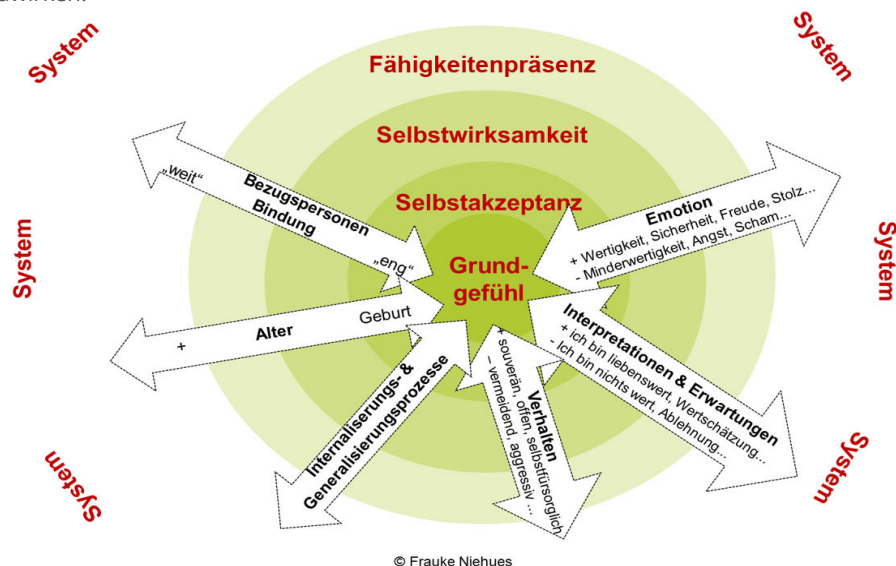 System
System
Fähigkeitenpräsenz
Selbstwirksamkeit
Selbstakzeptanz
Grund-
gefühl
„weit“
Bezugspersonen
Bindung
„eng“
Emotion
+ Wertigkeit, Sicherheit, Freude, Stolz...
- Minderwertigkeit, Angst, Scham...
System
System
+ Alter Geburt
Interpretationen & Erwartungen
+ ich bin liebenswert, Wertschätzung...
- Ich bin nichts wert, Ablehnung...
Internaliserungs- &
Generalisierungsprozesse
Verhalten
+ souverän, offen, selbstfürsorglich
– vermeidend, aggressiv ...
System
System
© Frauke Niehues